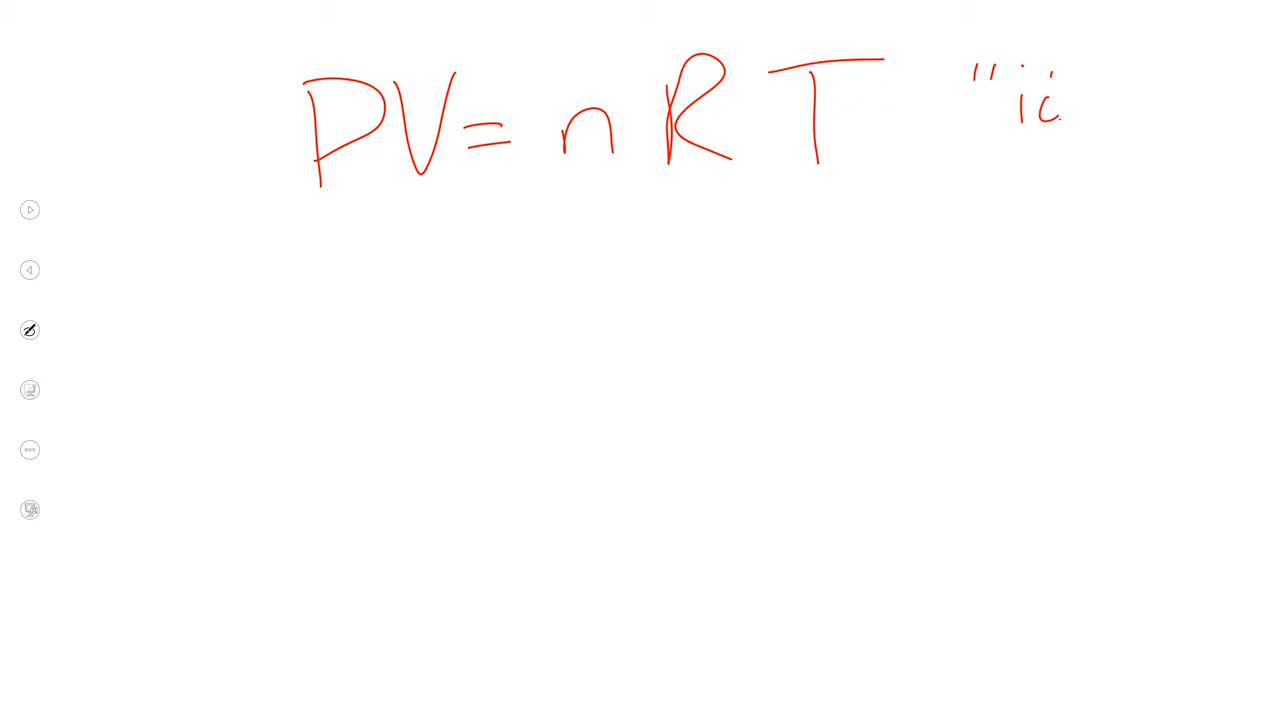 PV = nRT "i